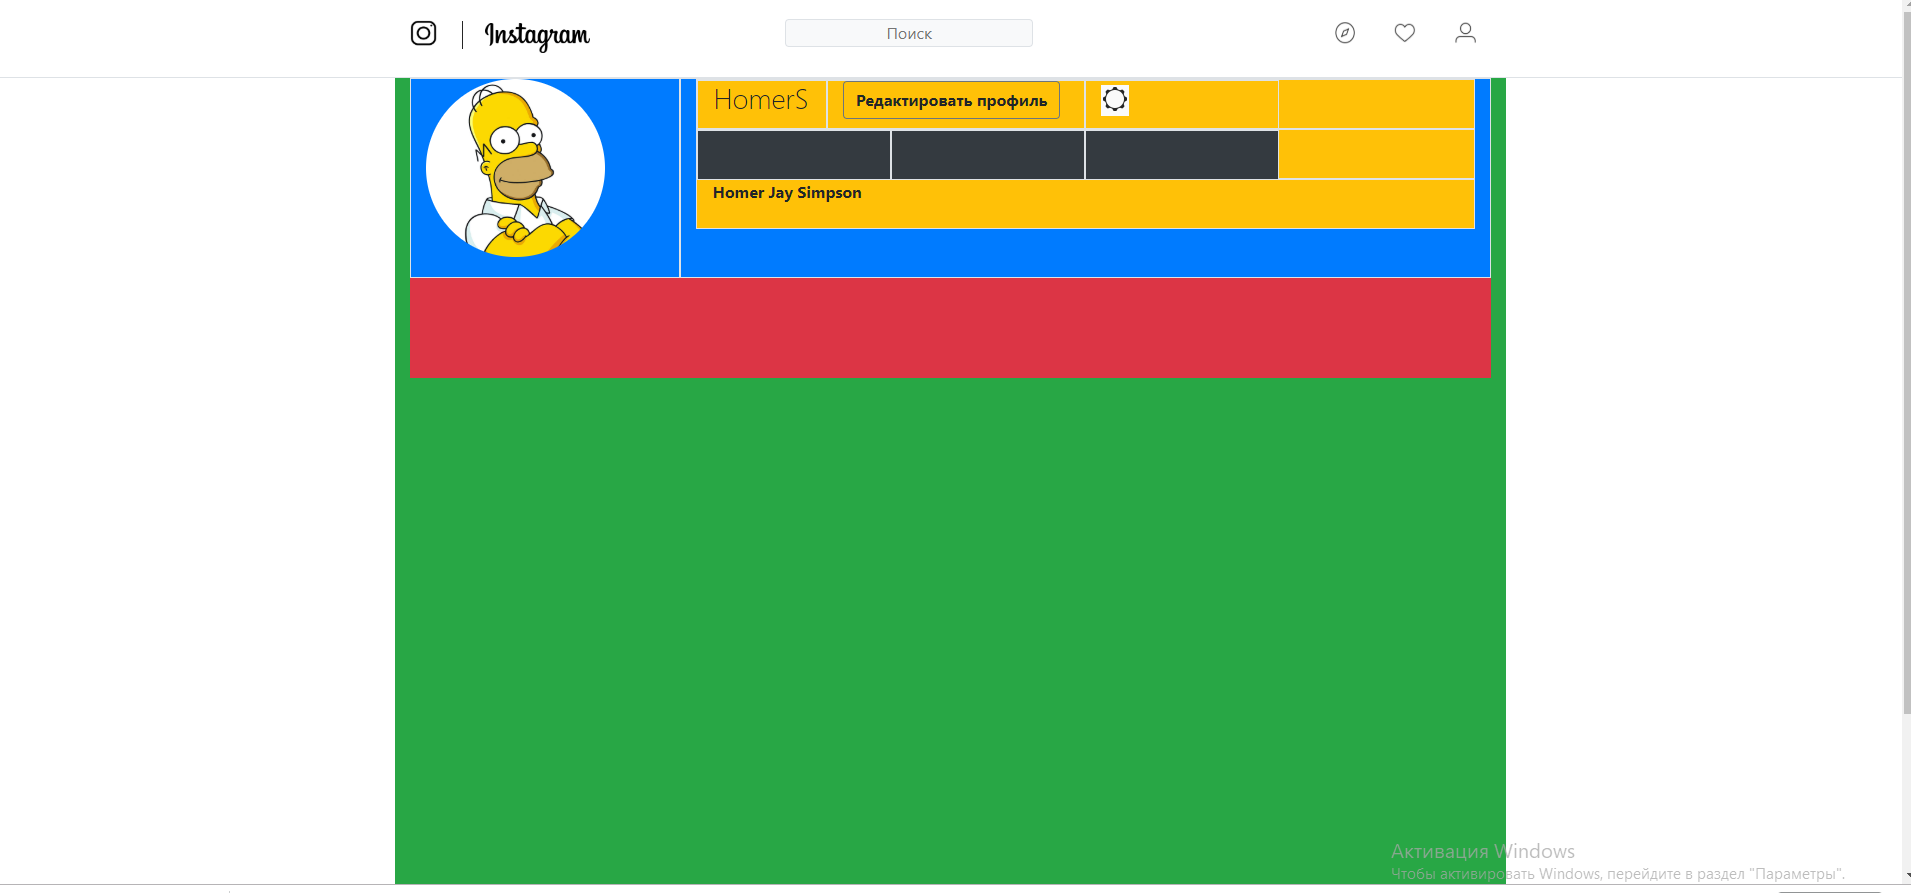 Instagram
Поиск
HomerS
Редактировать профиль
Homer Jay Simpson
Активация Windows
Чтобы активировать Windows, перейдите в раздел "Параметры".